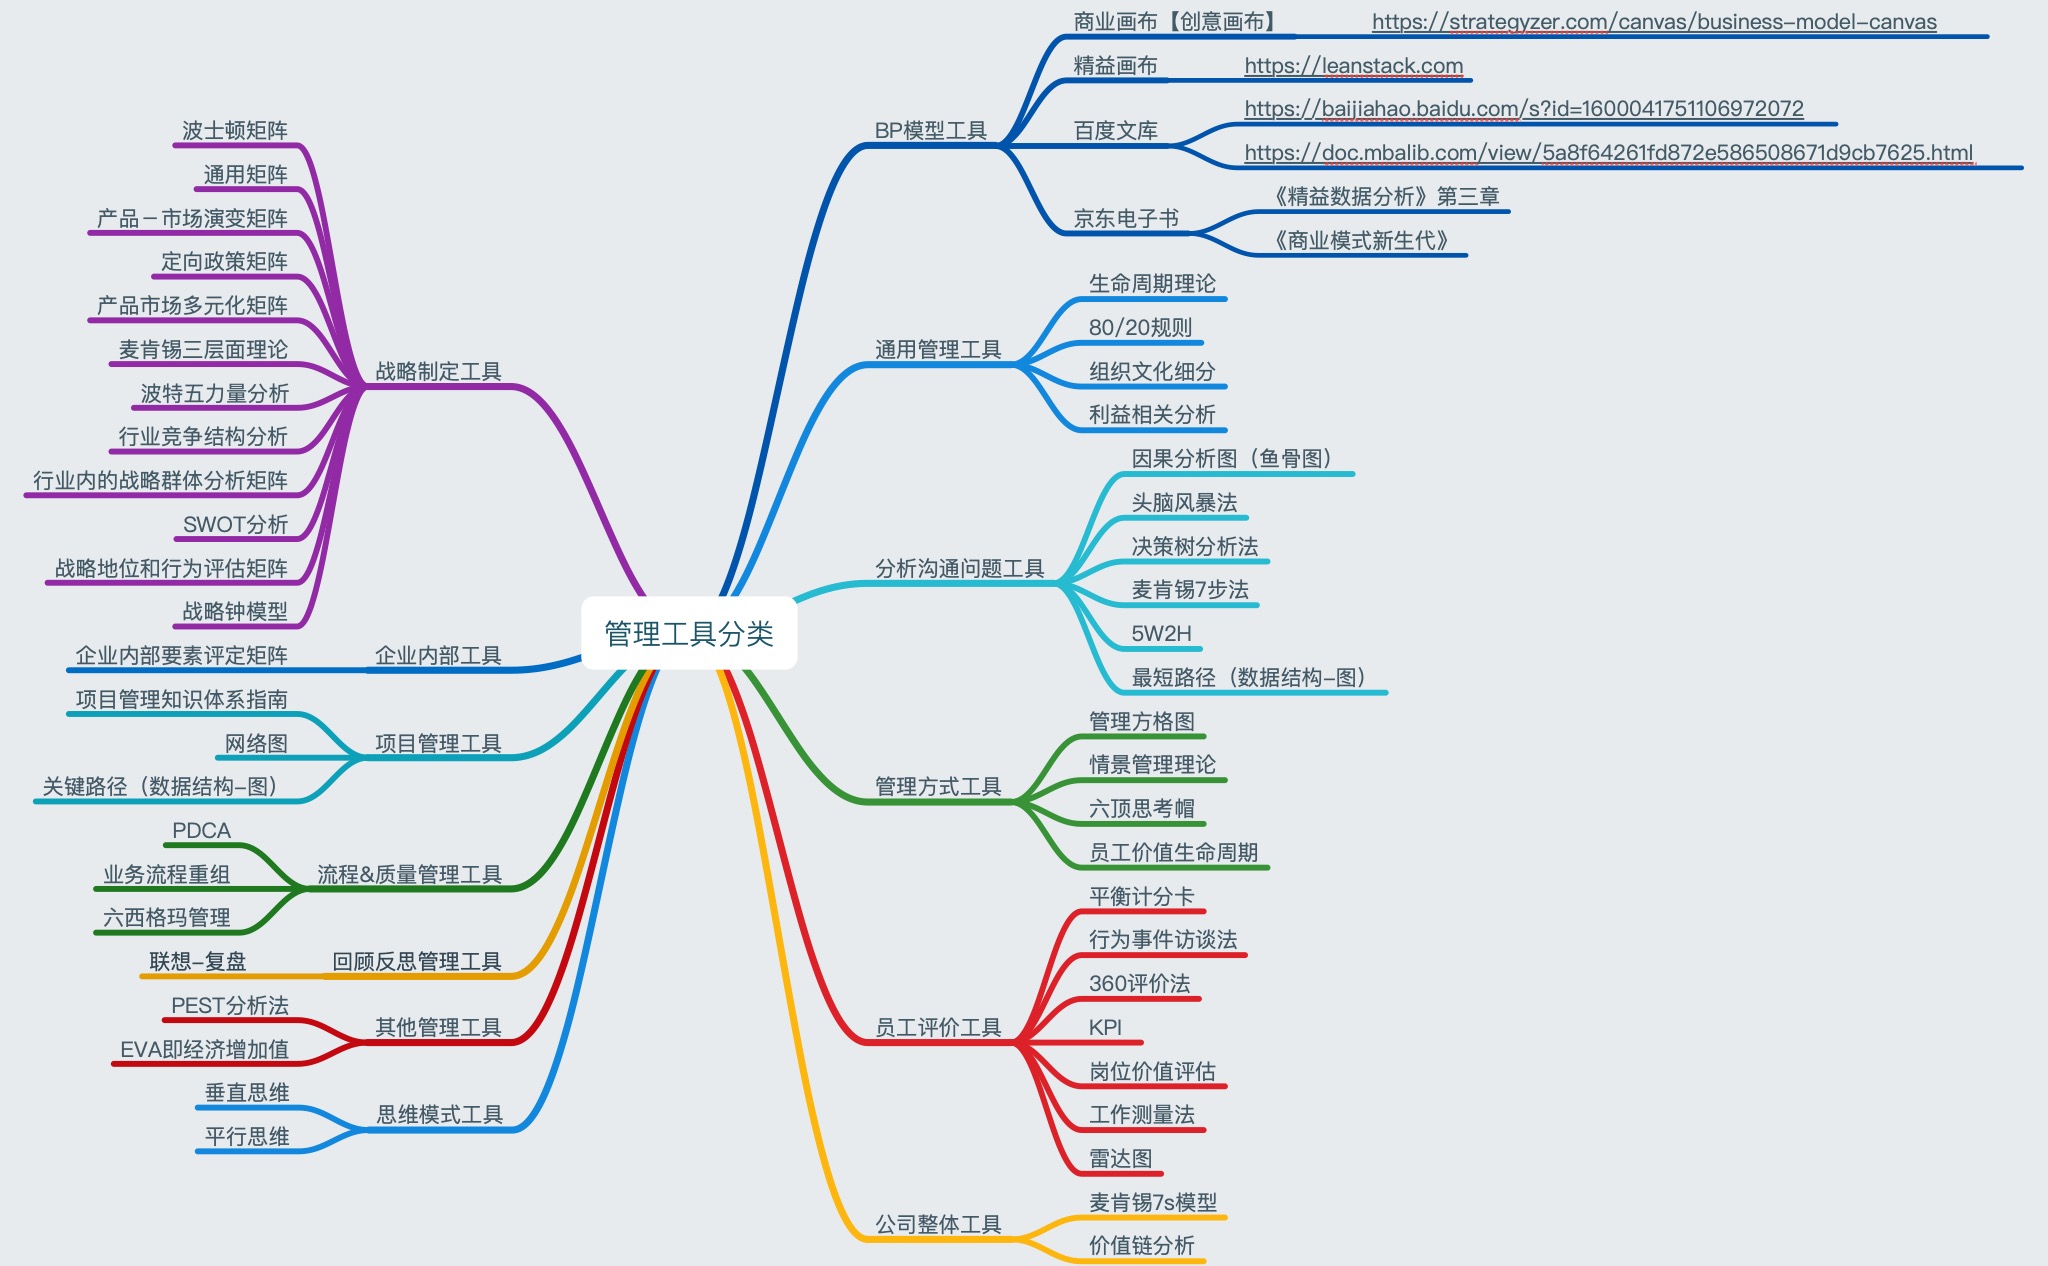 管理工具分类
BP模型工具
商业画布【创意画布】
https://strategyzer.com/canvas/business-model-canvas
精益画布
https://leanstack.com
百度文库
https://baijiahao.baidu.com/s?id=1600041751106972072
https://doc.mbalib.com/view/5a8f64261fd872e586508671d9cb7625.html
京东电子书
《精益数据分析》第三章
《商业模式新生代》
通用管理工具
生命周期理论
80/20规则
组织文化细分
利益相关分析
分析沟通问题工具
因果分析图（鱼骨图）
头脑风暴法
决策树分析法
麦肯锡7步法
5W2H
最短路径（数据结构-图）
管理方式工具
管理方格图
情景管理理论
六顶思考帽
员工价值生命周期
员工评价工具
平衡计分卡
行为事件访谈法
360评价法
KPI
岗位价值评估
工作测量法
雷达图
公司整体工具
麦肯锡7s模型
价值链分析
战略制定工具
波士顿矩阵
通用矩阵
产品－市场演变矩阵
定向政策矩阵
产品市场多元化矩阵
麦肯锡三层面理论
波特五力量分析
行业竞争结构分析
行业内的战略群体分析矩阵
SWOT分析
战略地位和行为评估矩阵
战略钟模型
企业内部工具
企业内部要素评定矩阵
项目管理工具
项目管理知识体系指南
网络图
关键路径（数据结构-图）
流程&质量管理工具
PDCA
业务流程重组
六西格玛管理
回顾反思管理工具
联想-复盘
其他管理工具
PEST分析法
EVA即经济增加值
思维模式工具
垂直思维
平行思维